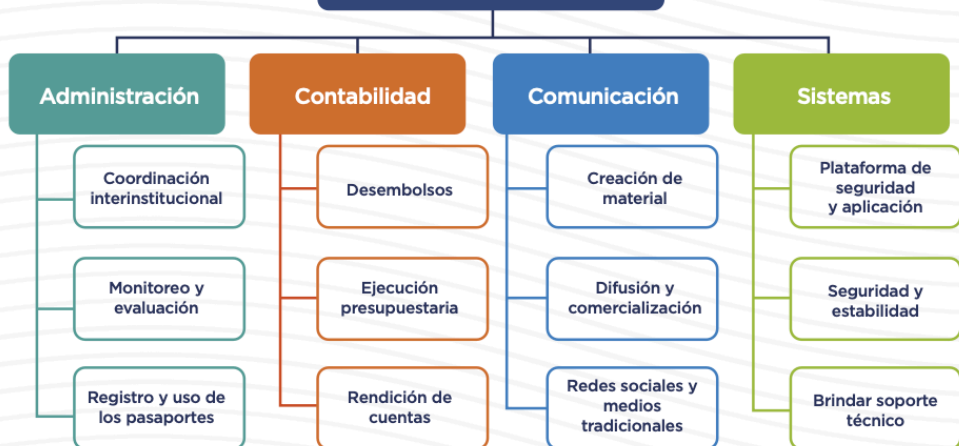 Administración
Contabilidad
Comunicación
Sistemas
Coordinación
interinstitucional
Monitoreo y
evaluación
Registro y uso de
los pasaportes
Desembolsos
Ejecución
presupuestaria
Rendición de
cuentas
Creación de
material
Difusión y
comercialización
Redes sociales y
medios
tradicionales
Plataforma de
seguridad
y aplicación
Seguridad y
estabilidad
Brindar soporte
técnico